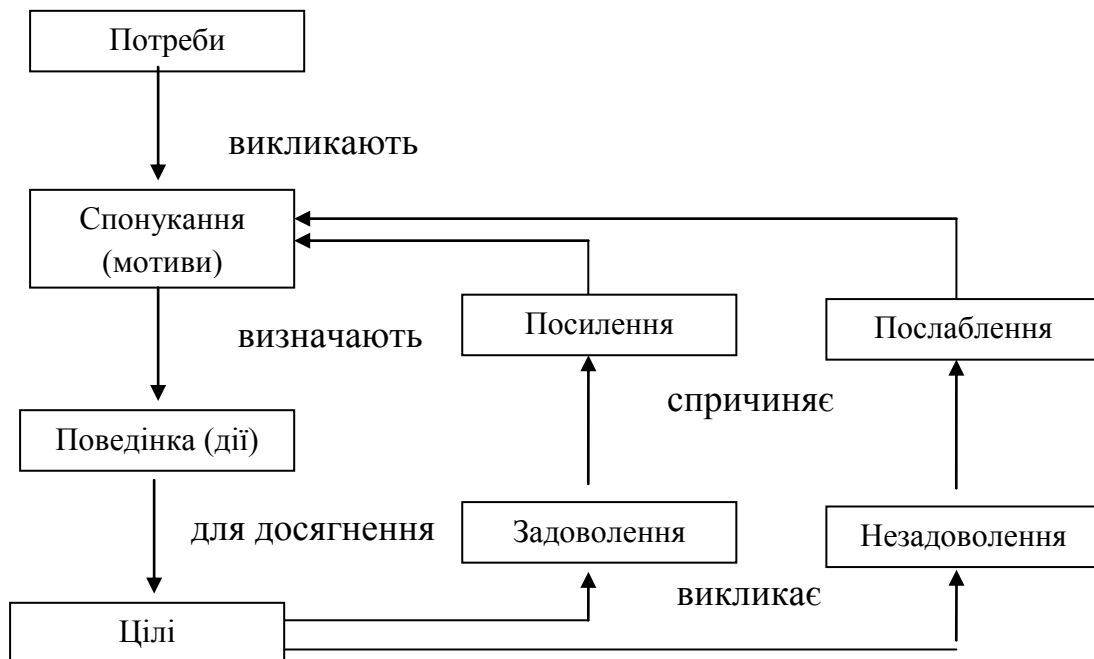 Потреби
викликають
Спонукання
(мотиви)
визначають
Посилення
Послаблення
спричиняє
Поведінка (дії)
для досягнення
Задоволення
Незадоволення
викликає
Цілі